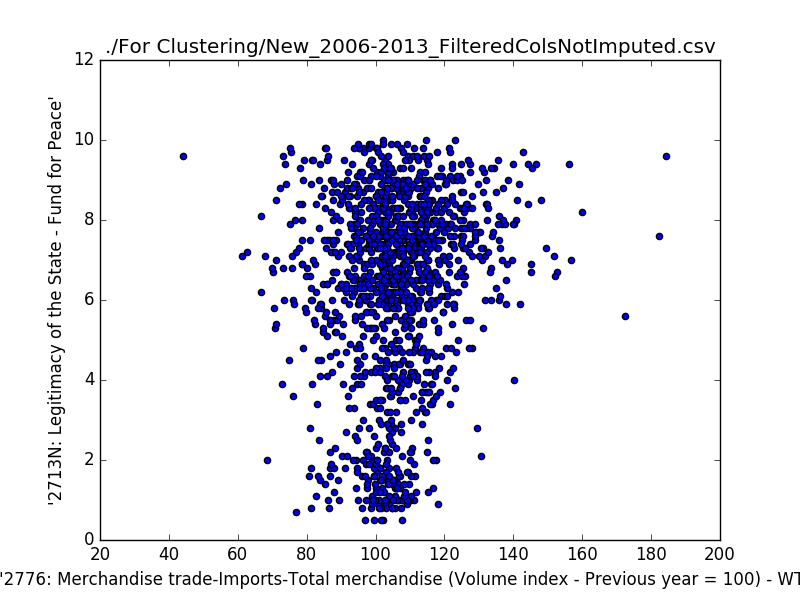 ./For Clustering/New_2006-2013_FilteredColsNotImputed.csv
'2713N: Legitimacy of the State - Fund for Peace'
12
10
8
6
4
2
0
20 40 60 80 100 120 140 160 180 200
'2776: Merchandise trade-Imports-Total merchandise (Volume index - Previous year = 100) - WT